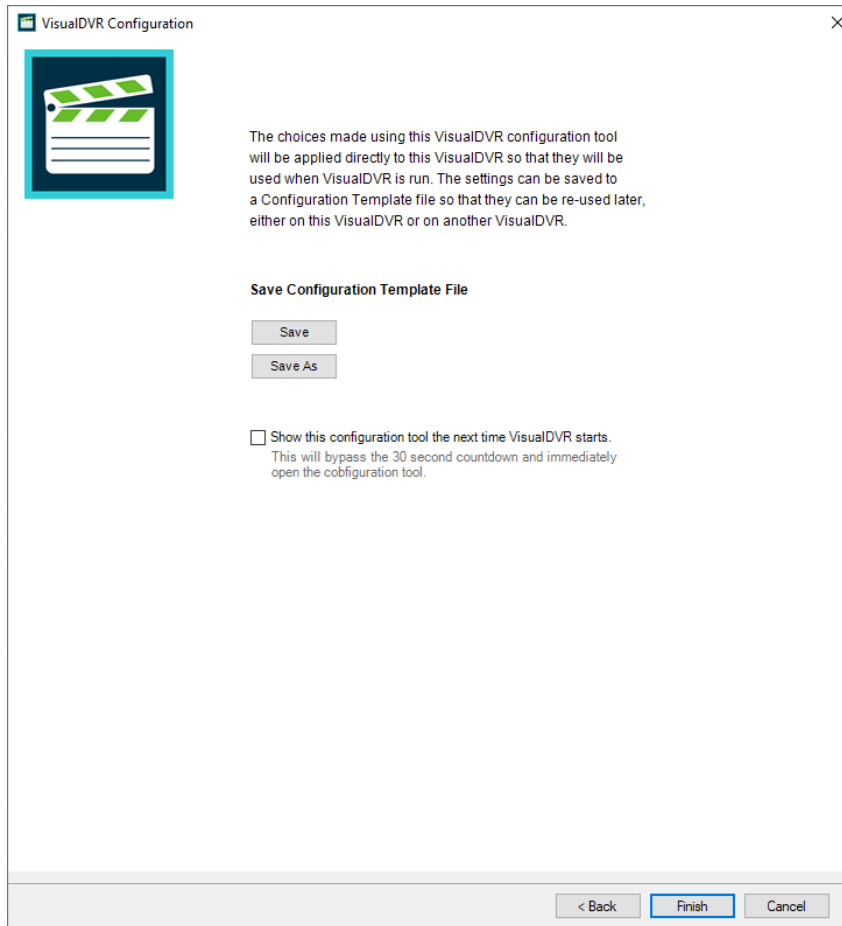 VisualDVR Configuration
The choices made using this VisualDVR configuration tool
will be applied directly to this VisualDVR so that they will be
used when VisualDVR is run. The settings can be saved to
a Configuration Template file so that they can be re-used later,
either on this VisualDVR or on another VisualDVR.
Save Configuration Template File
Save
Save As
Show this configuration tool the next time VisualDVR starts.
This will bypass the 30 second countdown and immediately
open the cobfiguration tool.
< Back Finish Cancel